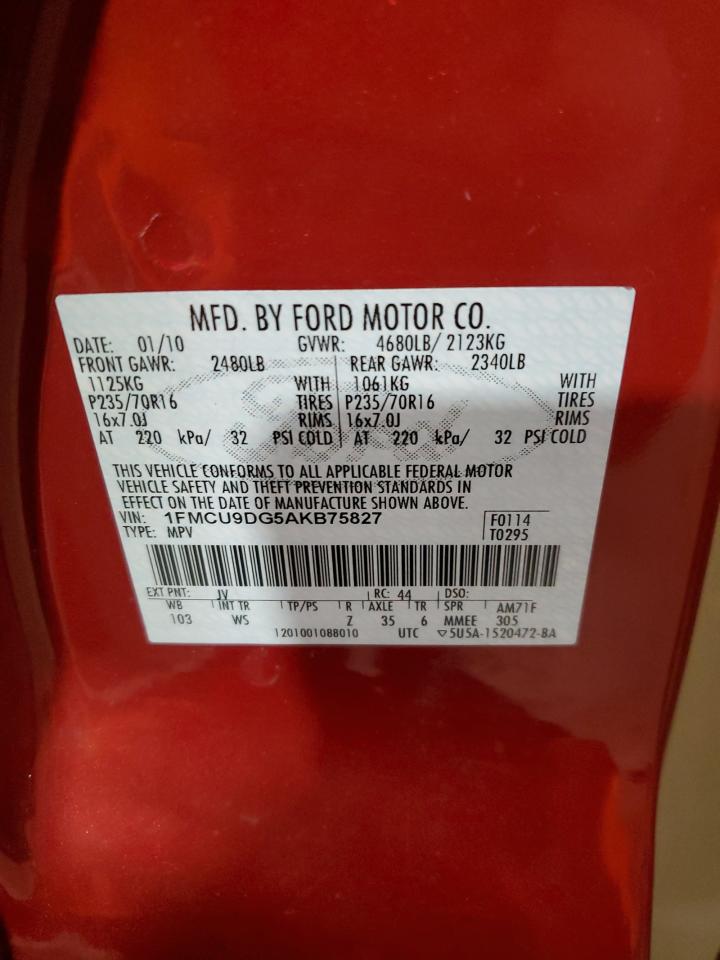 MFD. BY FORD MOTOR CO.
DATE: 01/10 GVWR: 4680LB/ 2123KG
FRONT GAWR: 2480LB REAR GAWR: 2340LB
1125KG WITH 1061KG WITH
P235/70R16 TIRES P235/70R16 TIRES
16x7.0J RIMS 16x7.0J RIMS
AT 220 kPa/ 32 PSI COLD AT 220 kPa/ 32 PSI COLD
THIS VEHICLE CONFORMS TO ALL APPLICABLE FEDERAL MOTOR
VEHICLE SAFETY AND THEFT PREVENTION STANDARDS IN
EFFECT ON THE DATE OF MANUFACTURE SHOWN ABOVE.
VIN: 1FMCU9DG5AKB75827 F0114
TYPE: MPV T0295
EXT PNT: JV RC: 44 DSO:
WB INT TR TP/PS R AXLE TR SPR AM71F
103 WS Z 35 6 MMEE 305
1201001088010 UTC ▽5U5A-1520472-BA